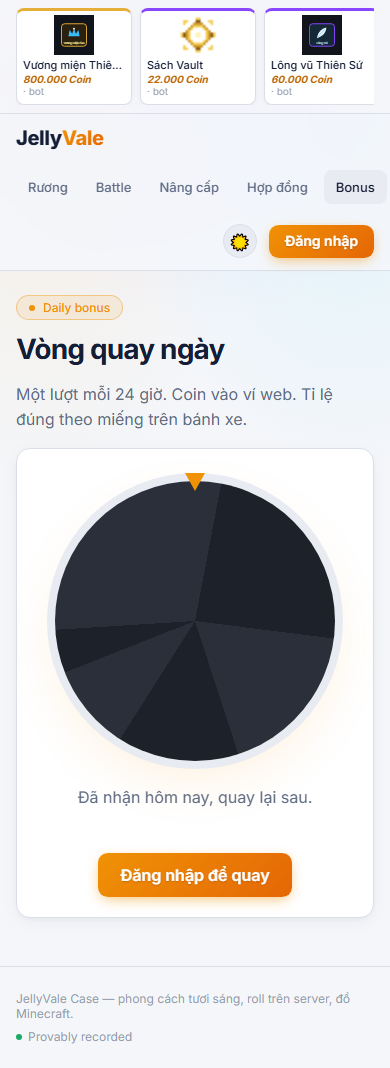 Vương miện Thiê...
800.000 Coin
· bot
Sách Vault
22.000 Coin
· bot
Lông vũ Thiên Sứ
60.000 Coin
· bot
JellyVale
Rương
Battle
Nâng cấp
Hợp đồng
Bonus
Đăng nhập
Daily bonus
Vòng quay ngày
Một lượt mỗi 24 giờ. Coin vào ví web. Tỉ lệ
đúng theo miếng trên bánh xe.
Đã nhận hôm nay, quay lại sau.
Đăng nhập để quay
JellyVale Case — phong cách tươi sáng, roll trên server, đồ
Minecraft.
Provably recorded